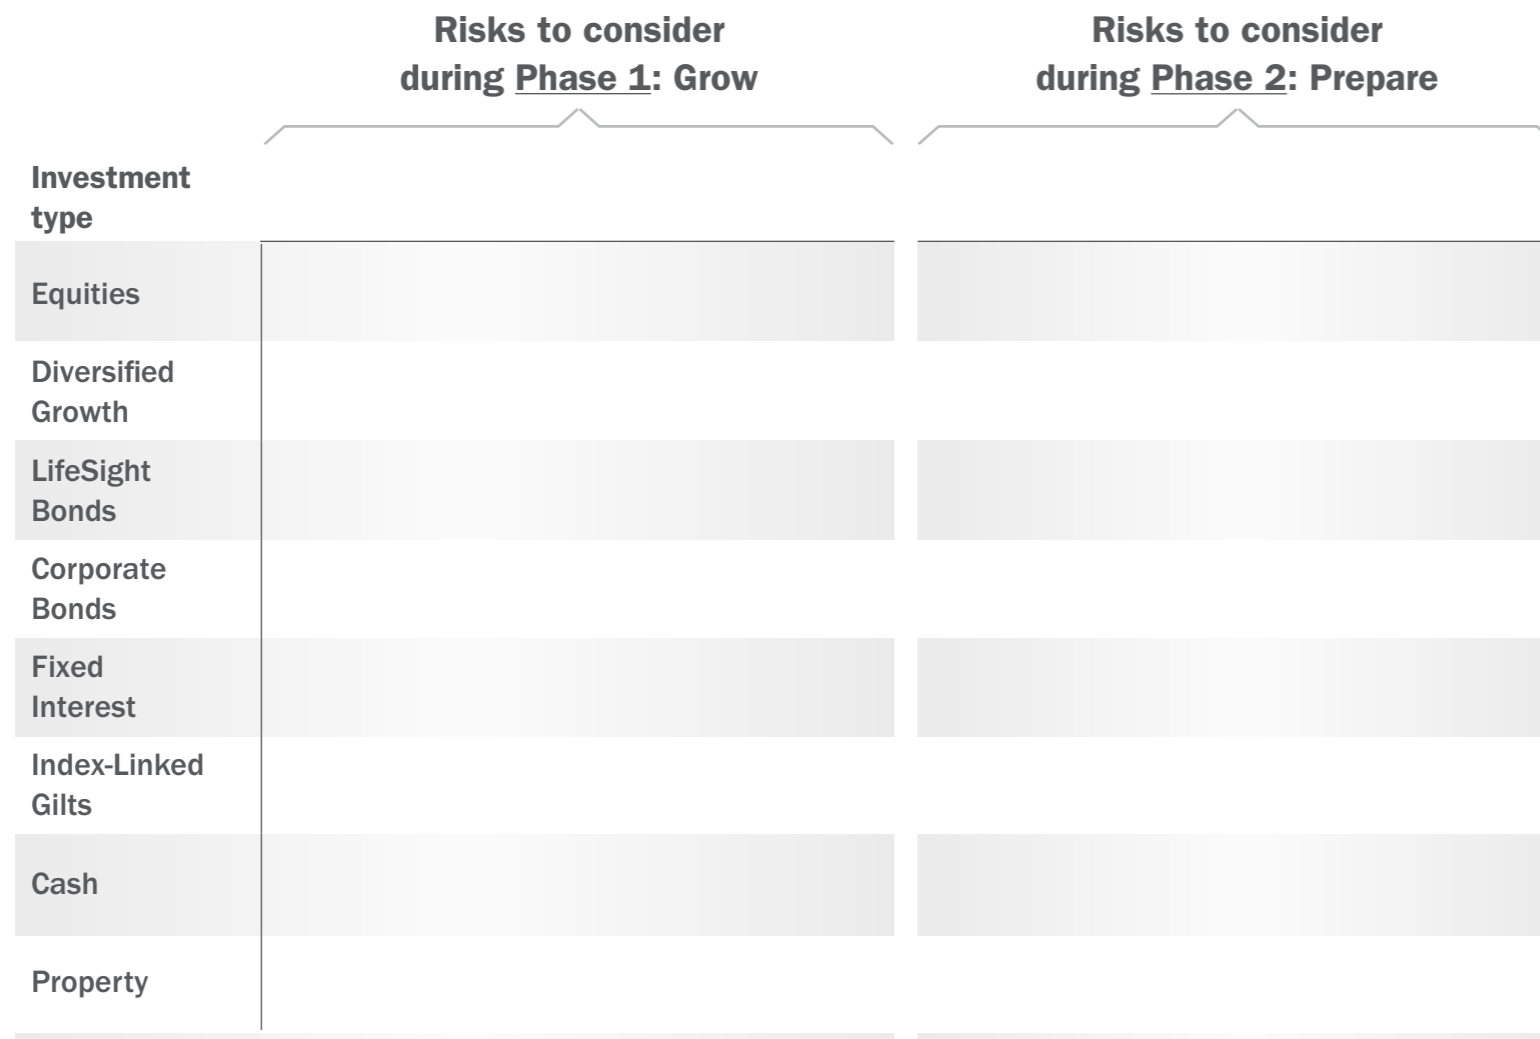 Risks to consider
during Phase 1: Grow
Risks to consider
during Phase 2: Prepare
Investment
type
Equities
Diversified
Growth
LifeSight
Bonds
Corporate
Bonds
Fixed
Interest
Index-Linked
Gilts
Cash
Property